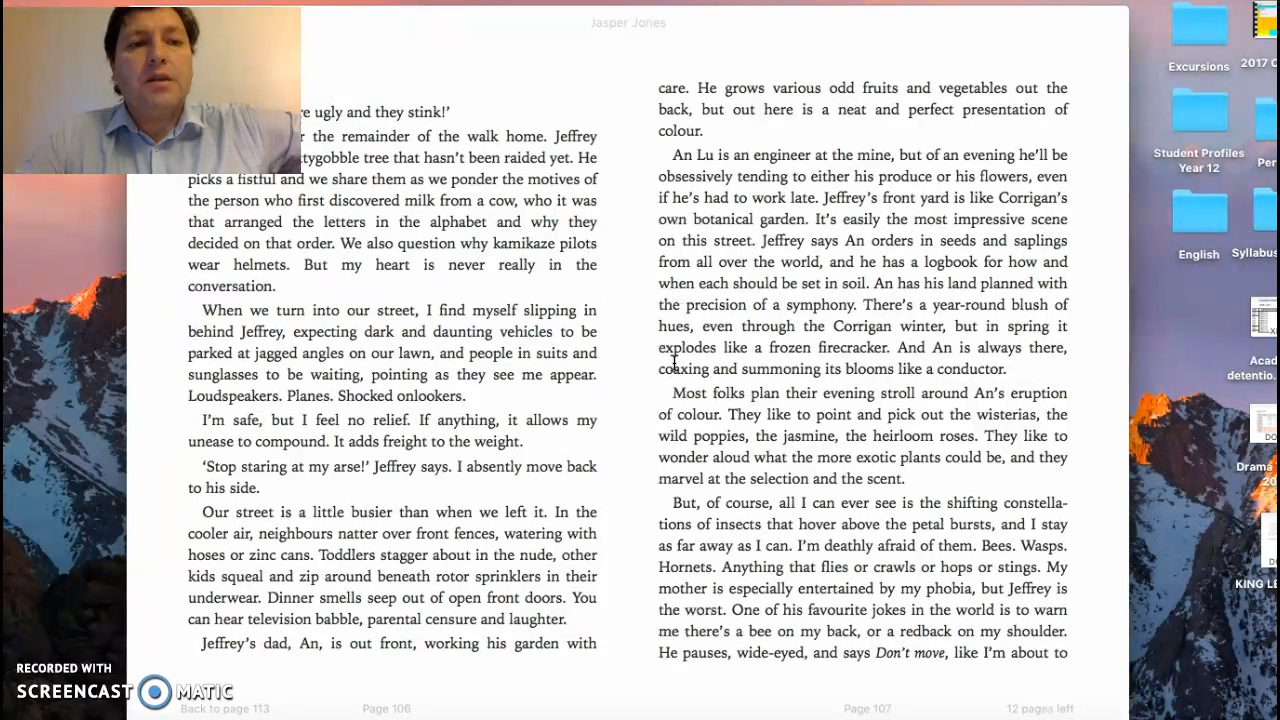 Jasper Jones
re ugly and they stink!’
r the remainder of the walk home. Jeffrey
tygobble tree that hasn’t been raided yet. He
picks a fistful and we share them as we ponder the motives of
the person who first discovered milk from a cow, who it was
that arranged the letters in the alphabet and why they
decided on that order. We also question why kamikaze pilots
wear helmets. But my heart is never really in the
conversation.
When we turn into our street, I find myself slipping in
behind Jeffrey, expecting dark and daunting vehicles to be
parked at jagged angles on our lawn, and people in suits and
sunglasses to be waiting, pointing as they see me appear.
Loudspeakers. Planes. Shocked onlookers.
I’m safe, but I feel no relief. If anything, it allows my
unease to compound. It adds freight to the weight.
‘Stop staring at my arse!’ Jeffrey says. I absently move back
to his side.
Our street is a little busier than when we left it. In the
cooler air, neighbours natter over front fences, watering with
hoses or zinc cans. Toddlers stagger about in the nude, other
kids squeal and zip around beneath rotor sprinklers in their
underwear. Dinner smells seep out of open front doors. You
can hear television babble, parental censure and laughter.
Jeffrey’s dad, An, is out front, working his garden with
care. He grows various odd fruits and vegetables out the
back, but out here is a neat and perfect presentation of
colour.
An Lu is an engineer at the mine, but of an evening he’ll be
obsessively tending to either his produce or his flowers, even
if he’s had to work late. Jeffrey’s front yard is like Corrigan’s
own botanical garden. It’s easily the most impressive scene
on this street. Jeffrey says An orders in seeds and saplings
from all over the world, and he has a logbook for how and
when each should be set in soil. An has his land planned with
the precision of a symphony. There’s a year-round blush of
hues, even through the Corrigan winter, but in spring it
explodes like a frozen firecracker. And An is always there,
coaxing and summoning its blooms like a conductor.
Most folks plan their evening stroll around An’s eruption
of colour. They like to point and pick out the wisterias, the
wild poppies, the jasmine, the heirloom roses. They like to
wonder aloud what the more exotic plants could be, and they
marvel at the selection and the scent.
But, of course, all I can ever see is the shifting constella-
tions of insects that hover above the petal bursts, and I stay
as far away as I can. I’m deathly afraid of them. Bees. Wasps.
Hornets. Anything that flies or crawls or hops or stings. My
mother is especially entertained by my phobia, but Jeffrey is
the worst. One of his favourite jokes in the world is to warn
me there’s a bee on my back, or a redback on my shoulder.
He pauses, wide-eyed, and says Don’t move, like I’m about to
Back to page 113
Page 106
Page 107
12 pages left
Excursions
2017
Student Profiles
Year 12
Per
English
Syllabus
Acad
detentio..
Drama
20
KING LE
RECORDED WITH
SCREENCAST MATIC